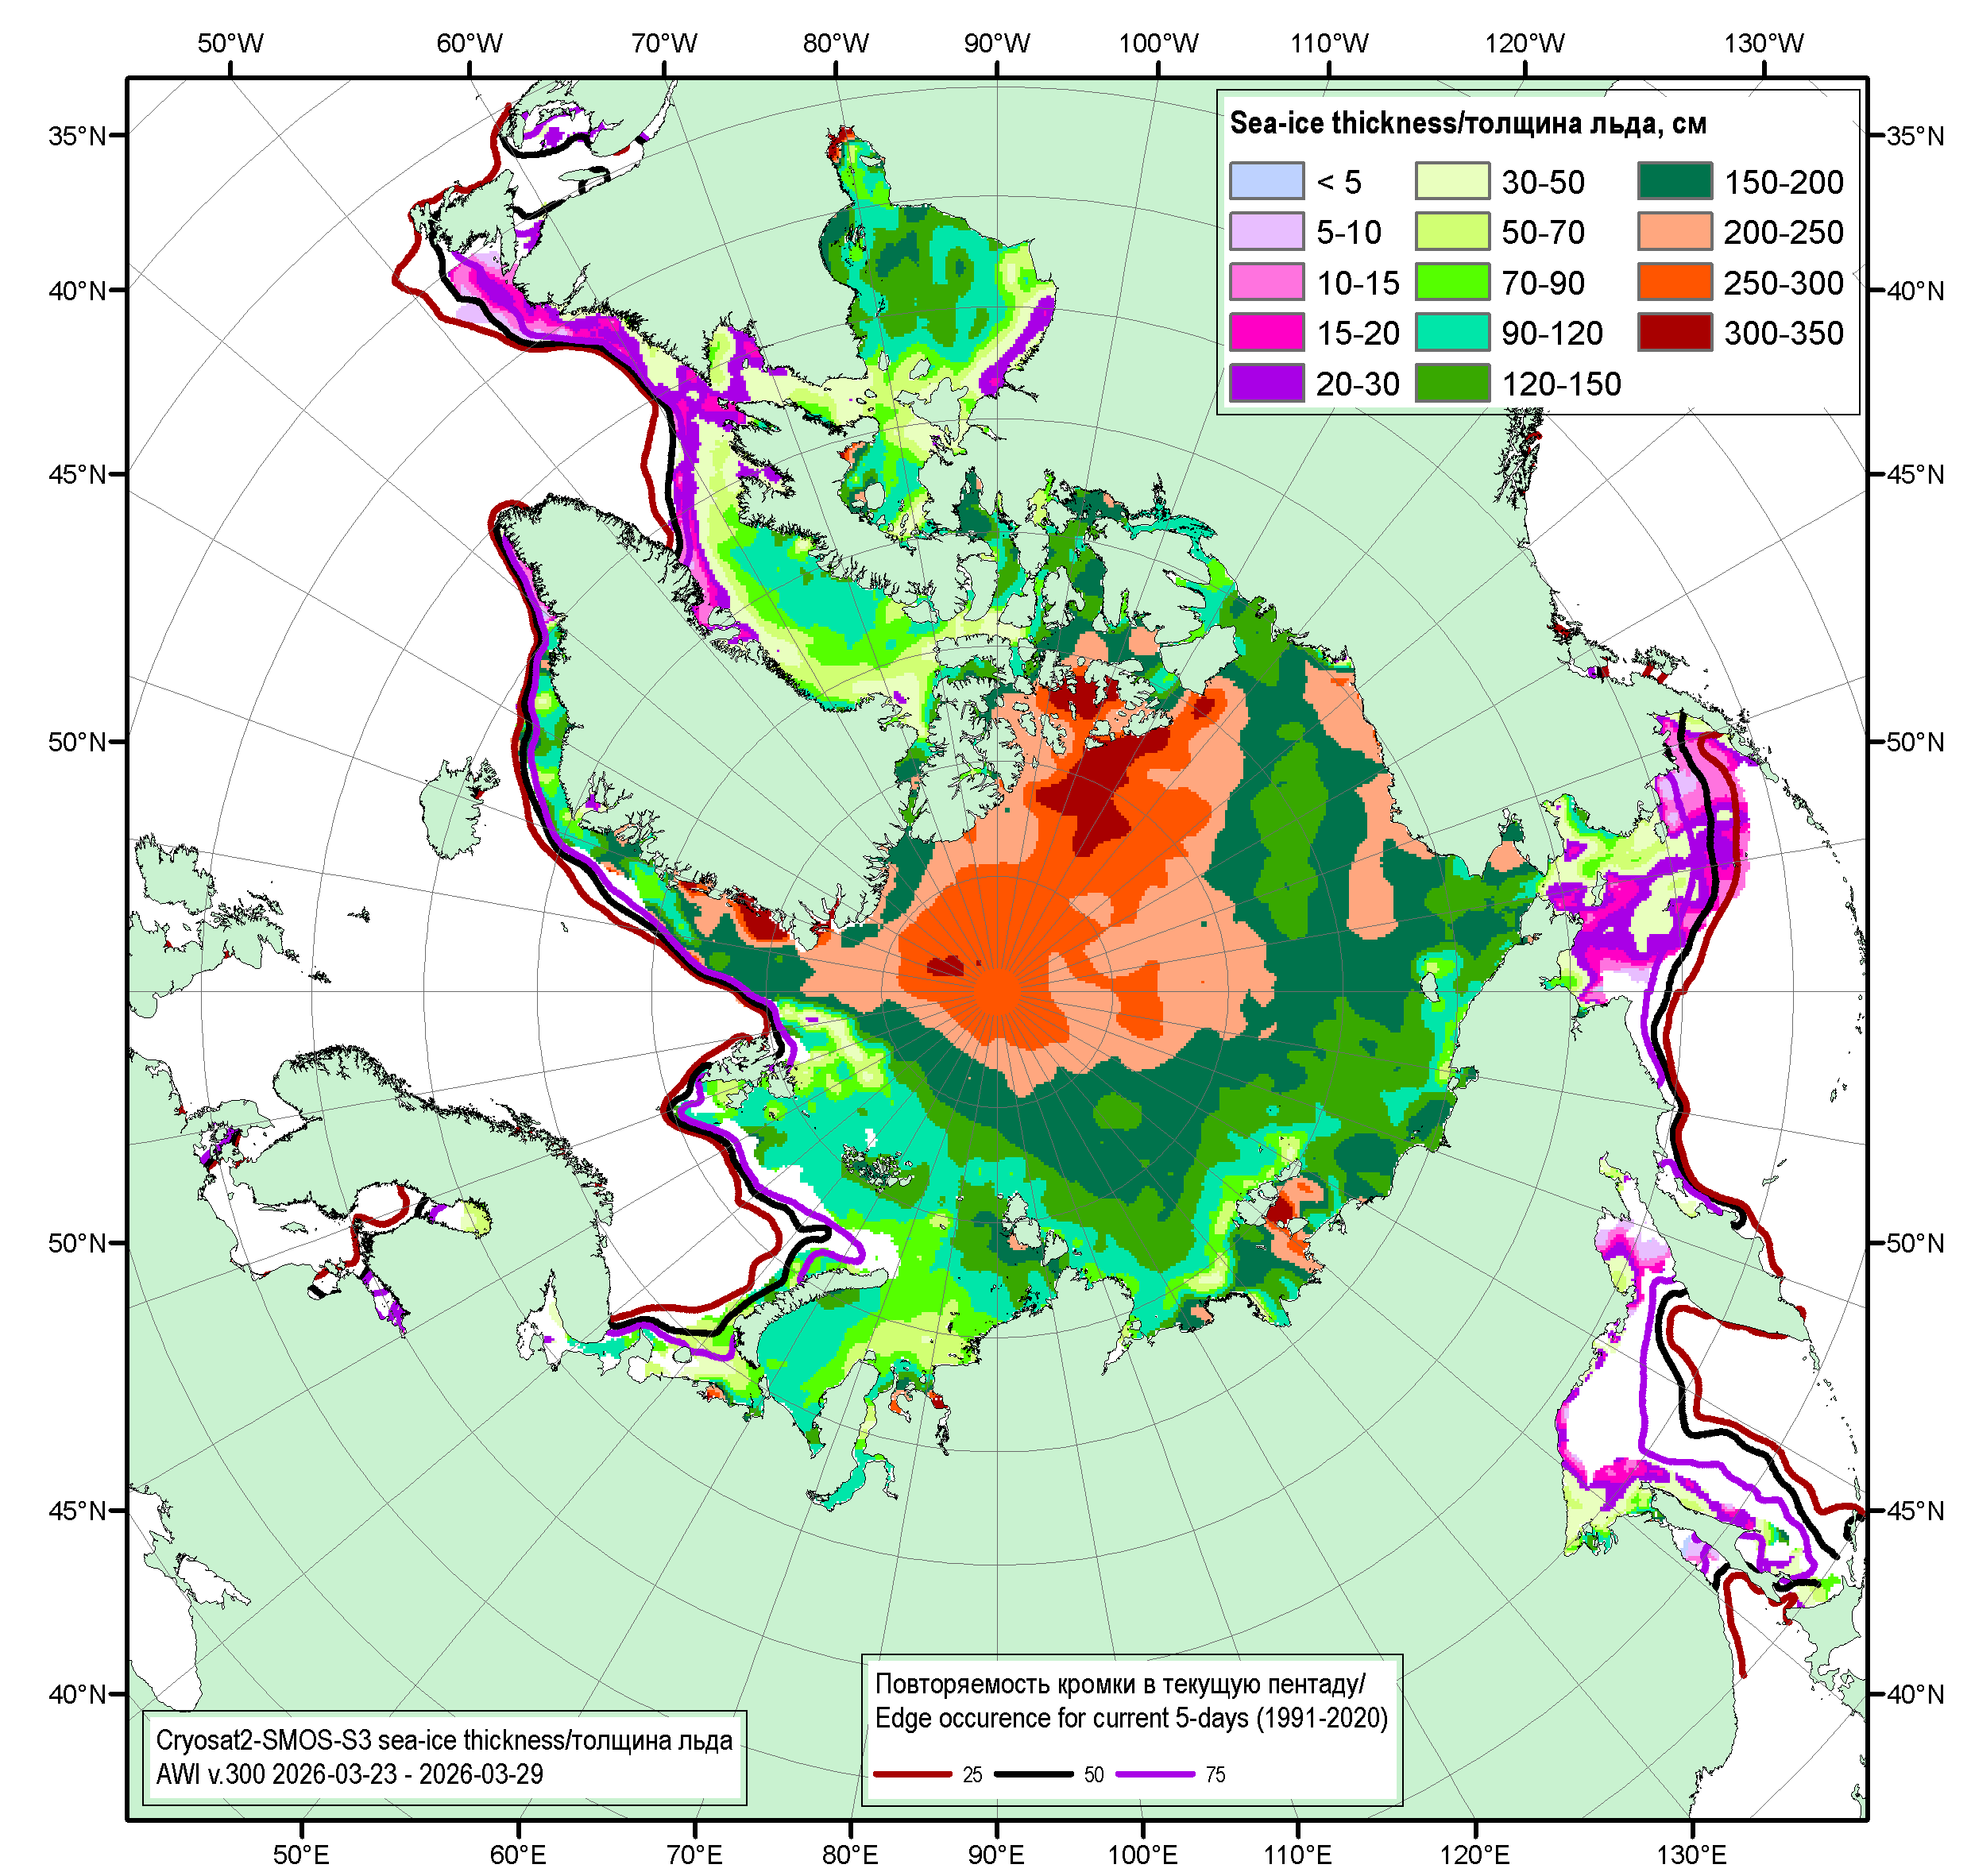 50°W 60°W 70°W 80°W 90°W 100°W 110°W 120°W 130°W
35°N 35°N
40°N 40°N
45°N 45°N
50°N 50°N
50°N 50°N
45°N 45°N
40°N 40°N
50°E 60°E 70°E 80°E 90°E 100°E 110°E 120°E 130°E
Sea-ice thickness/толщина льда, см
< 5 30-50 150-200
5-10 50-70 200-250
10-15 70-90 250-300
15-20 90-120 300-350
20-30 120-150
Повторяемость кромки в текущую пентаду/
Edge occurence for current 5-days (1991-2020)
25 50 75
Cryosat2-SMOS-S3 sea-ice thickness/толщина льда
AWI v.300 2026-03-23 - 2026-03-29